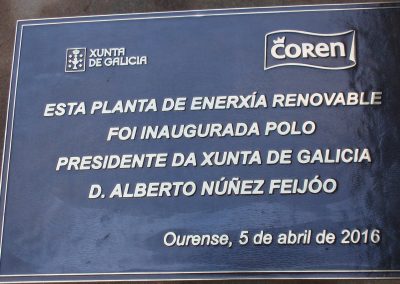 XUNTA
DE GALICIA
COREN
ESTA PLANTA DE ENERXÍA RENOVABLE
FOI INAUGURADA POLO
PRESIDENTE DA XUNTA DE GALICIA
D. ALBERTO NÚÑEZ FEIJÓO
Ourense, 5 de abril de 2016